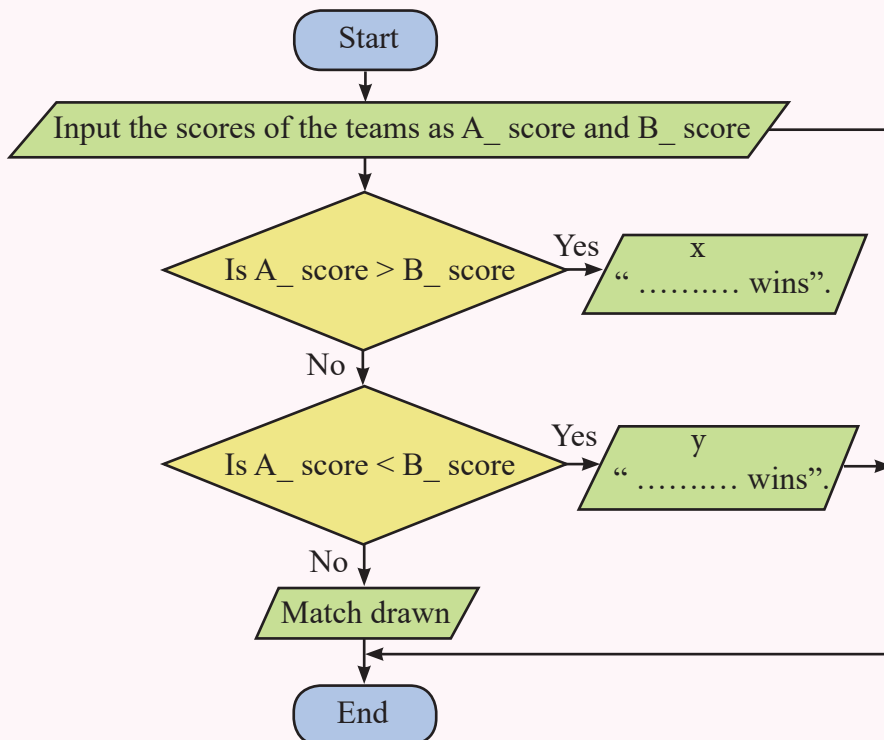 Start
Input the scores of the teams as A_ score and B_ score
Is A_ score > B_ score
Yes
x
“ …….… wins”.
No
Is A_ score < B_ score
Yes
y
“ …….… wins”.
No
Match drawn
End